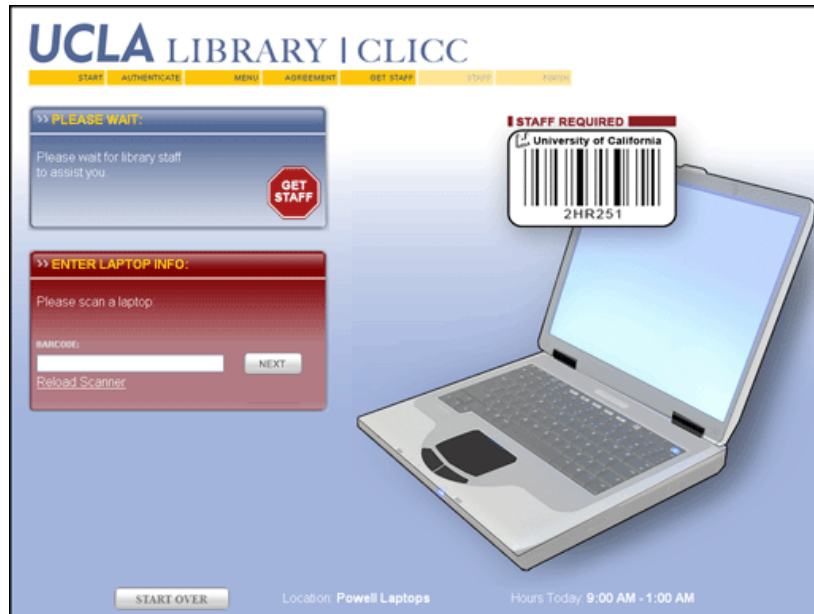 UCLA LIBRARY | CLICC
START AUTHENTICATE MENU AGREEMENT GET STAFF STAFF FINISH
>> PLEASE WAIT:
Please wait for library staff
to assist you.
GET
STAFF
STAFF REQUIRED
University of California
2HR251
>> ENTER LAPTOP INFO:
Please scan a laptop:
BARCODE:
NEXT
Reload Scanner
START OVER
Location: Powell Laptops
Hours Today: 9:00 AM - 1:00 AM